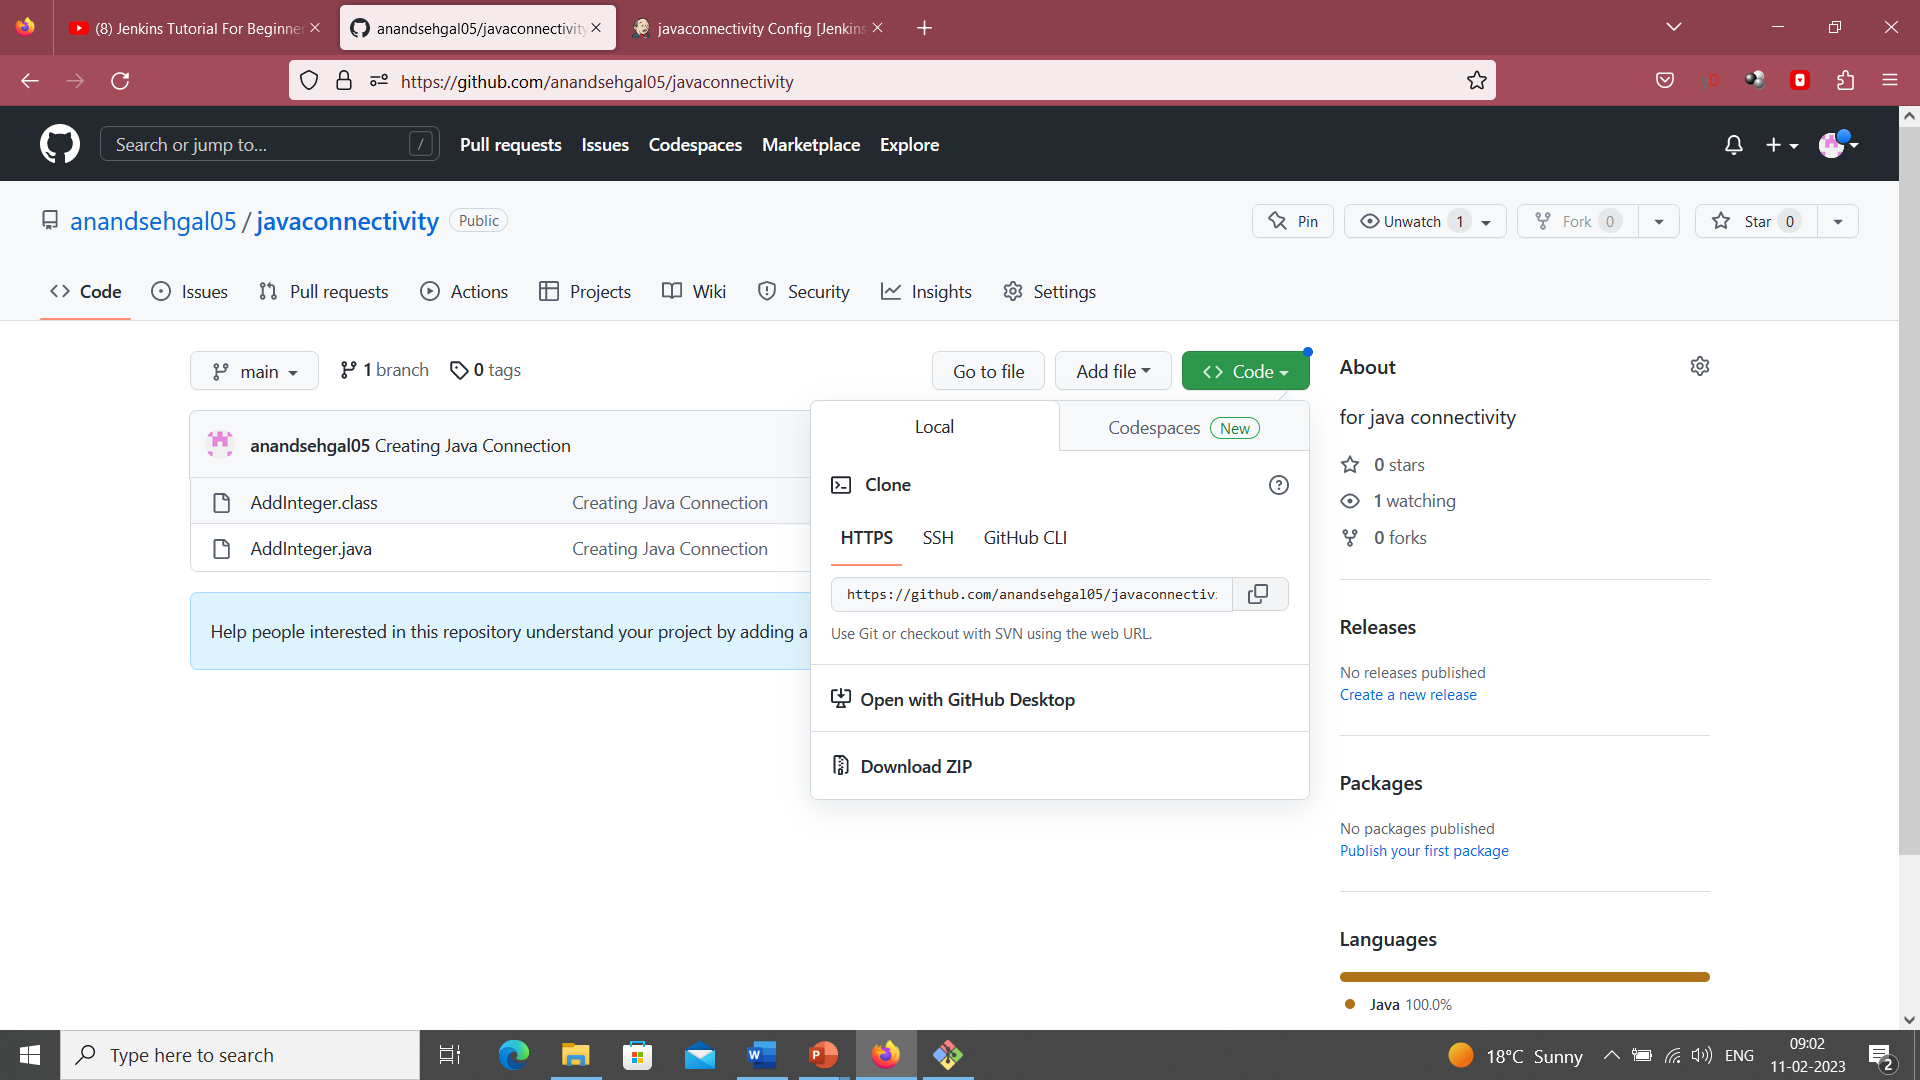 (8) Jenkins Tutorial For Beginner
anandsehgal05/javaconnectivity
javaconnectivity Config [Jenkins
https://github.com/anandsehgal05/javaconnectivity
Search or jump to...
/
Pull requests
Issues
Codespaces
Marketplace
Explore
anandsehgal05 / javaconnectivity
Public
Pin
Unwatch 1
Fork 0
Star 0
Code
Issues
Pull requests
Actions
Projects
Wiki
Security
Insights
Settings
main
1 branch
0 tags
Go to file
Add file
Code
anandsehgal05 Creating Java Connection
AddInteger.class
Creating Java Connection
AddInteger.java
Creating Java Connection
Help people interested in this repository understand your project by adding a
Local
Codespaces New
Clone
HTTPS
SSH
GitHub CLI
https://github.com/anandsehgal05/javaconnectiv
Use Git or checkout with SVN using the web URL.
Open with GitHub Desktop
Download ZIP
About
for java connectivity
0 stars
1 watching
0 forks
Releases
No releases published
Create a new release
Packages
No packages published
Publish your first package
Languages
Java 100.0%
Type here to search
18°C Sunny
ENG
09:02
11-02-2023
2